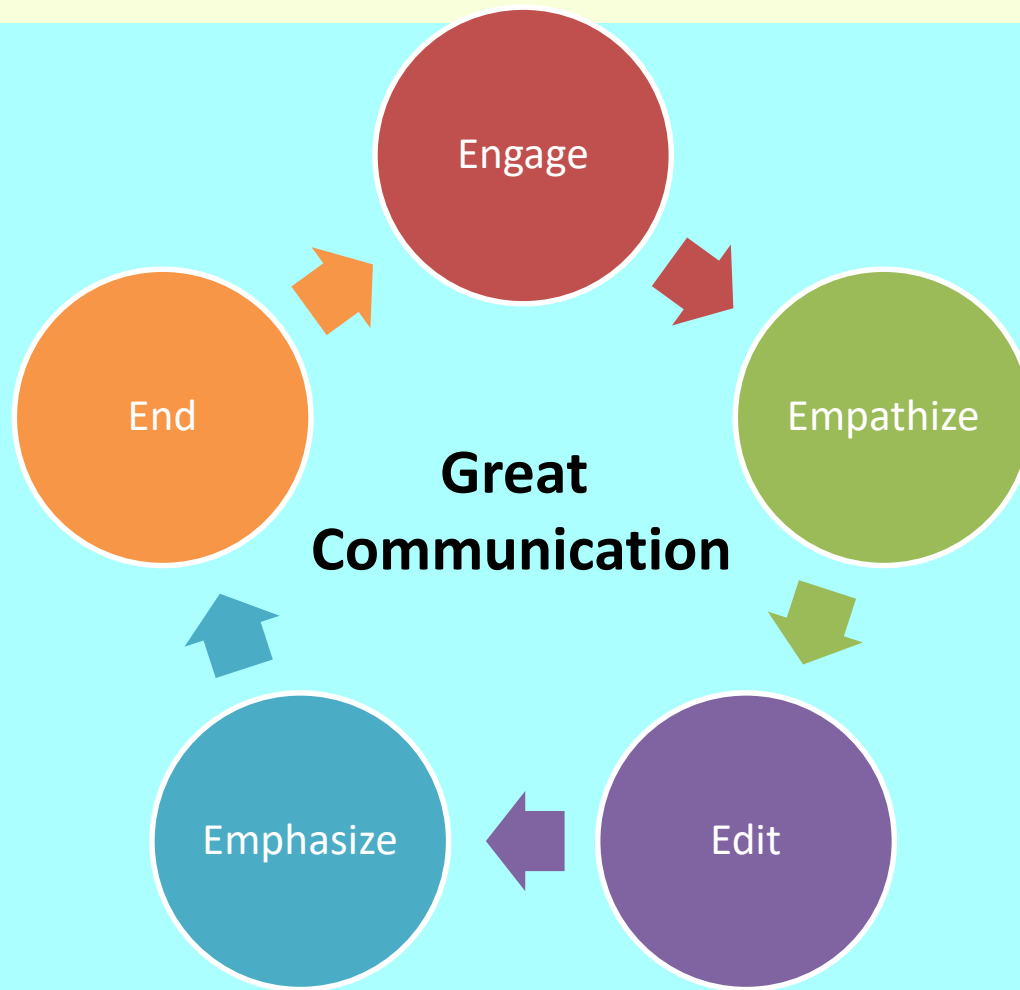 Engage
Empathize
Edit
Emphasize
End
Great
Communication